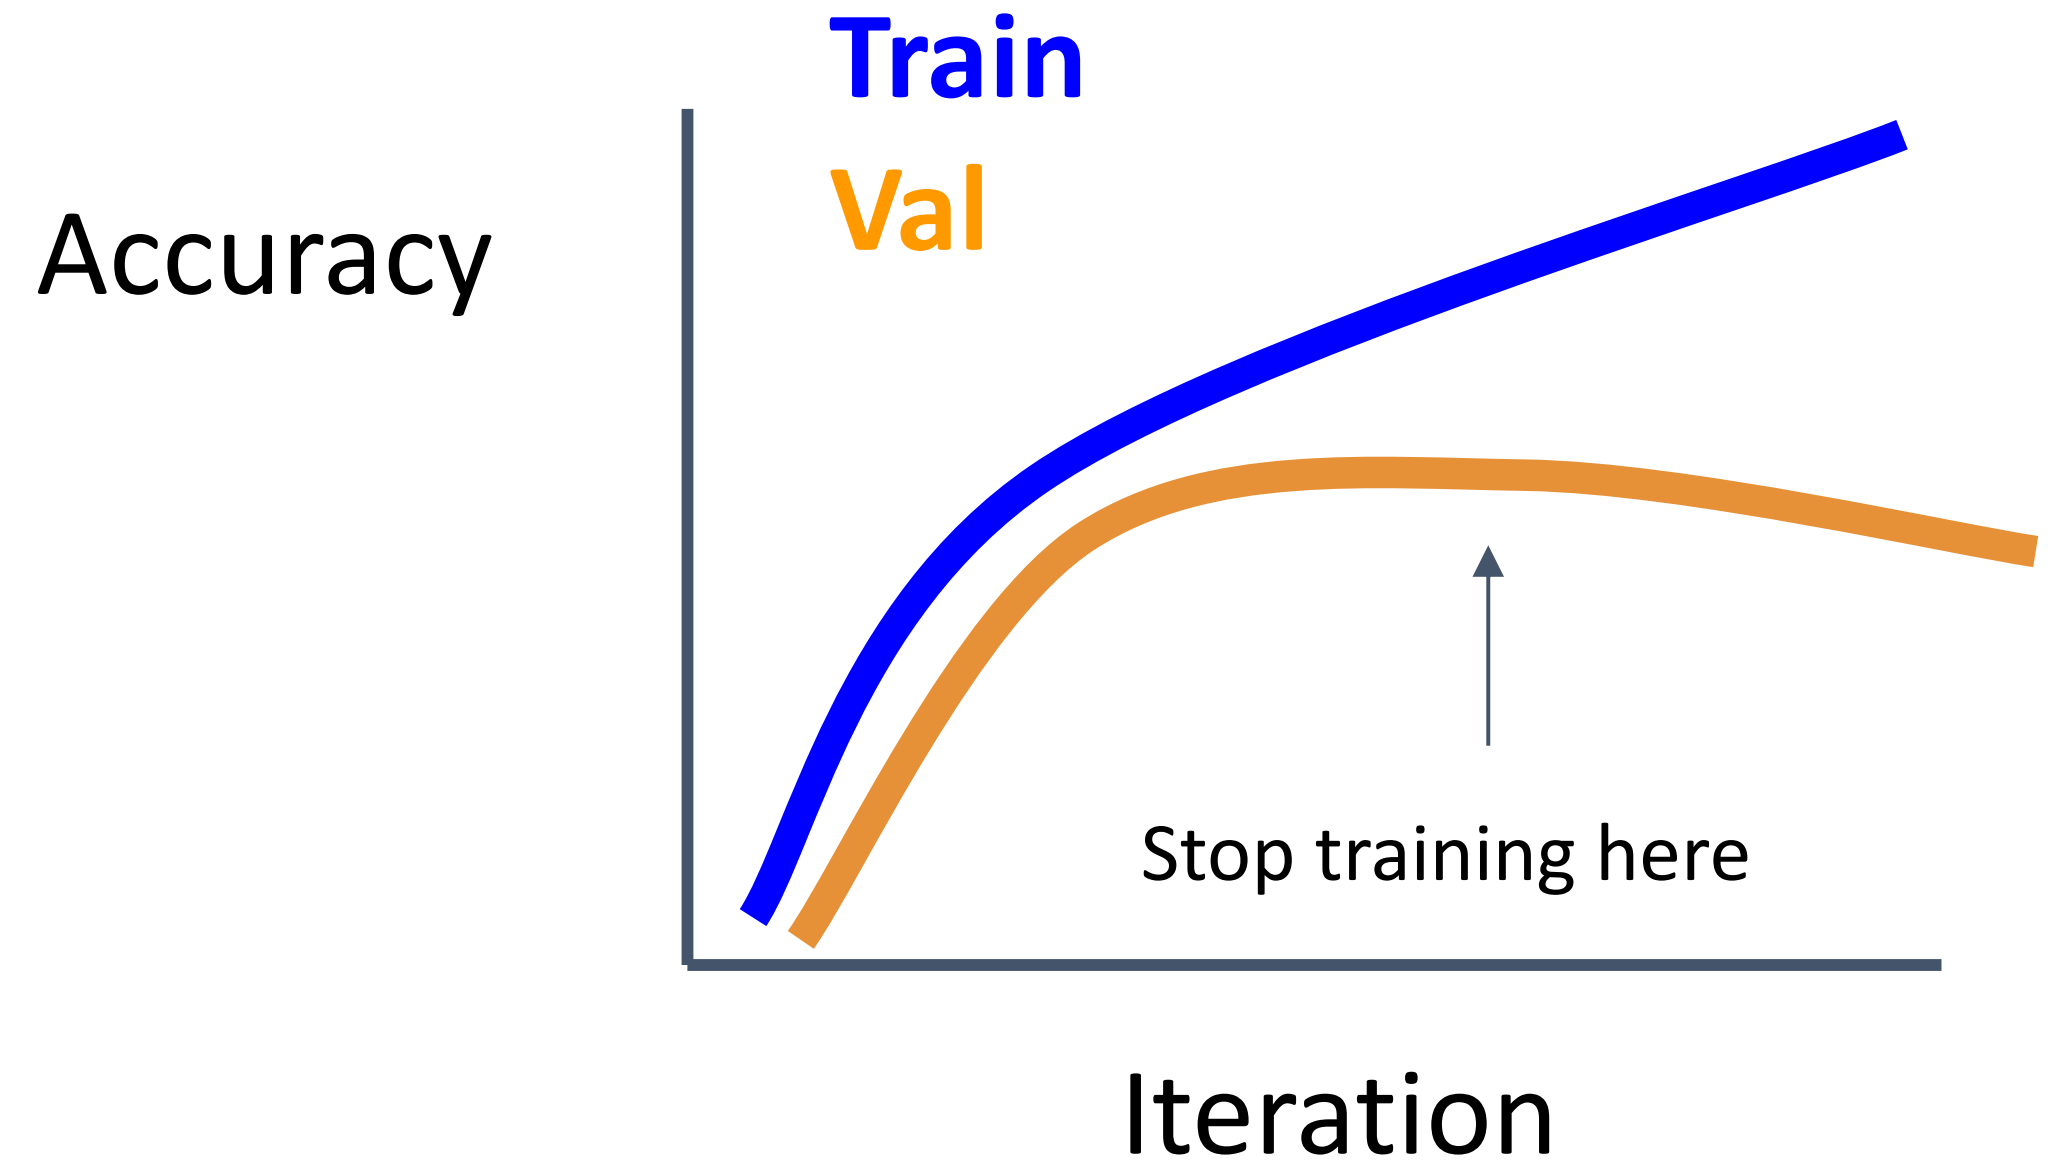 Train
Val
Accuracy
Stop training here
Iteration